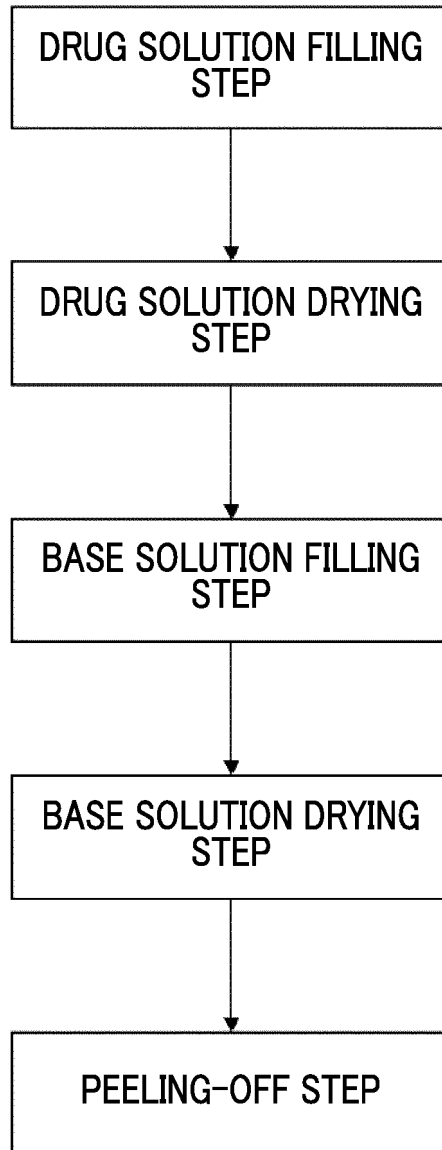 DRUG SOLUTION FILLING
STEP
DRUG SOLUTION DRYING
STEP
BASE SOLUTION FILLING
STEP
BASE SOLUTION DRYING
STEP
PEELING-OFF STEP